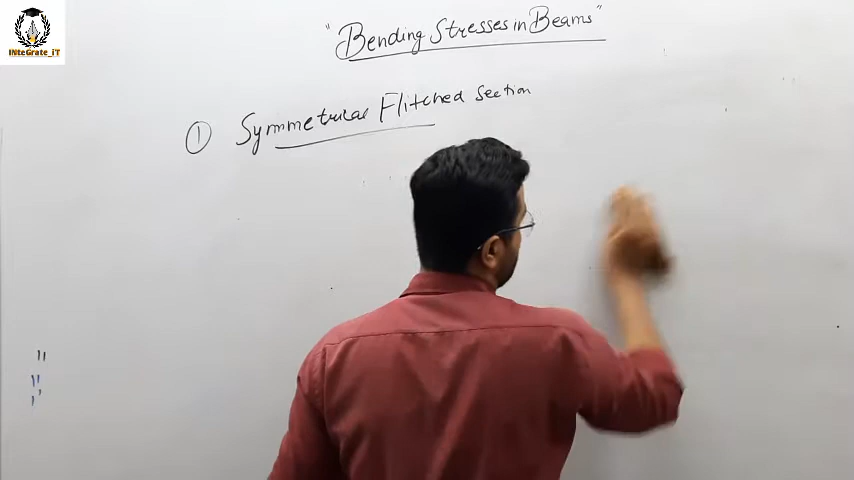 INteGrate_iT
"Bending Stresses in Beams"
① Symmetrical Flitched Section